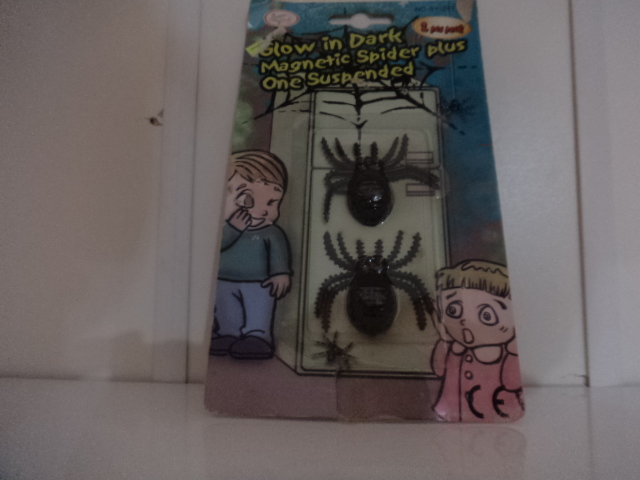 Glow in Dark
Magnetic Spider plus
One Suspended
CE